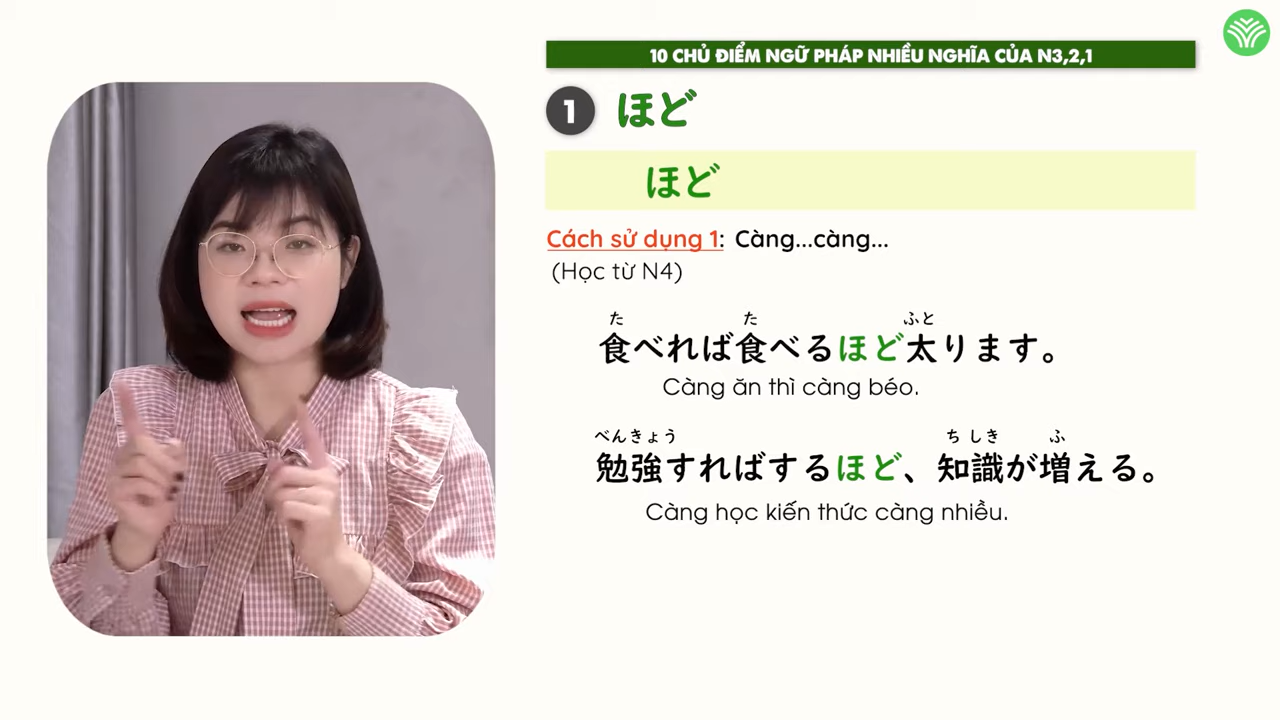 10 CHỦ ĐIỂM NGỮ PHÁP NHIỀU NGHĨA CỦA N3,2,1
1 ほど
ほど
Cách sử dụng 1: Càng...càng...
(Học từ N4)
た た ふと
食べれば食べるほど太ります。
Càng ăn thì càng béo.
べんきょう ちしき ふ
勉強すればするほど、知識が増える。
Càng học kiến thức càng nhiều.